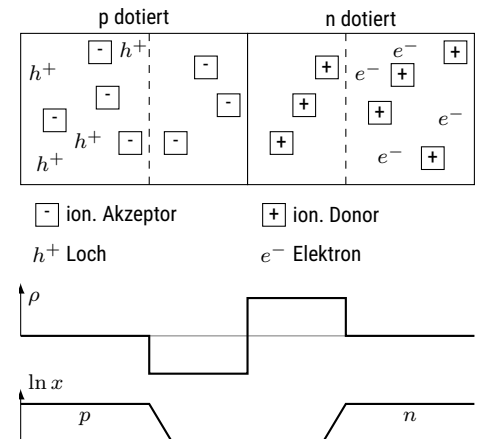 p dotiert n dotiert
- h⁺ - + e⁻ +
h⁺ e⁻ +
- - +
- + e⁻
h⁺ - - + e⁻ +
h⁺
- ion. Akzeptor + ion. Donor
h⁺ Loch e⁻ Elektron
ρ
ln x
p n